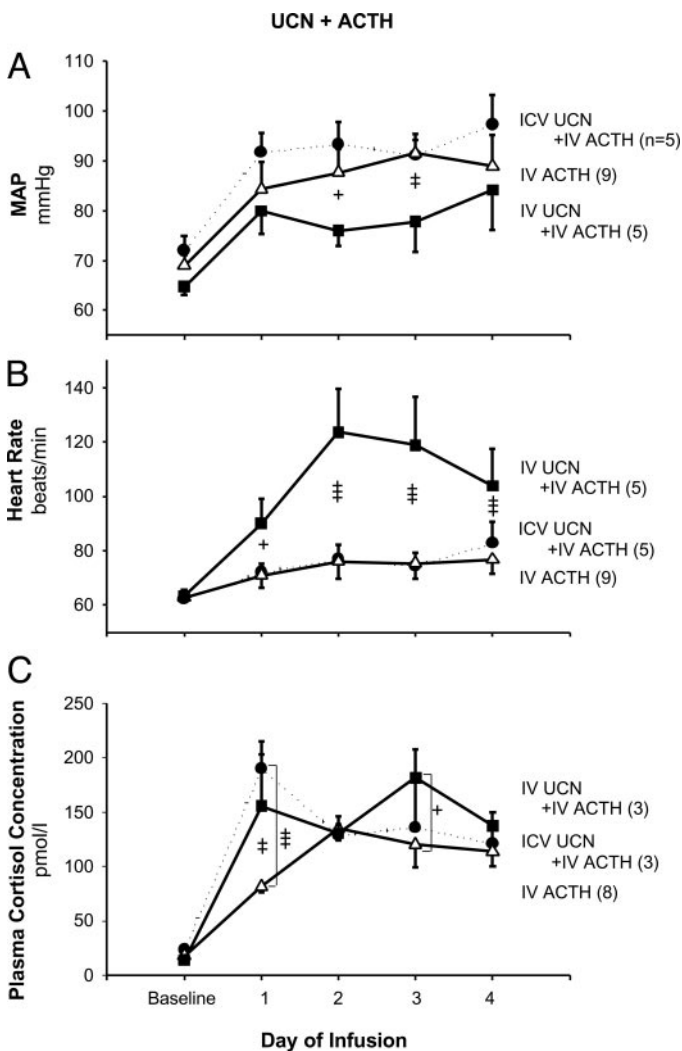 UCN + ACTH
A
MAP
mmHg
110
100
90
80
70
60
+
‡
ICV UCN
+IV ACTH (n=5)
IV ACTH (9)
IV UCN
+IV ACTH (5)
B
Heart Rate
beats/min
140
120
100
80
60
IV UCN
+IV ACTH (5)
ICV UCN
+IV ACTH (5)
IV ACTH (9)
+
C
Plasma Cortisol Concentration
pmol/l
250
200
150
100
50
0
‡
+
IV UCN
+IV ACTH (3)
ICV UCN
+IV ACTH (3)
IV ACTH (8)
Baseline 1 2 3 4
Day of Infusion